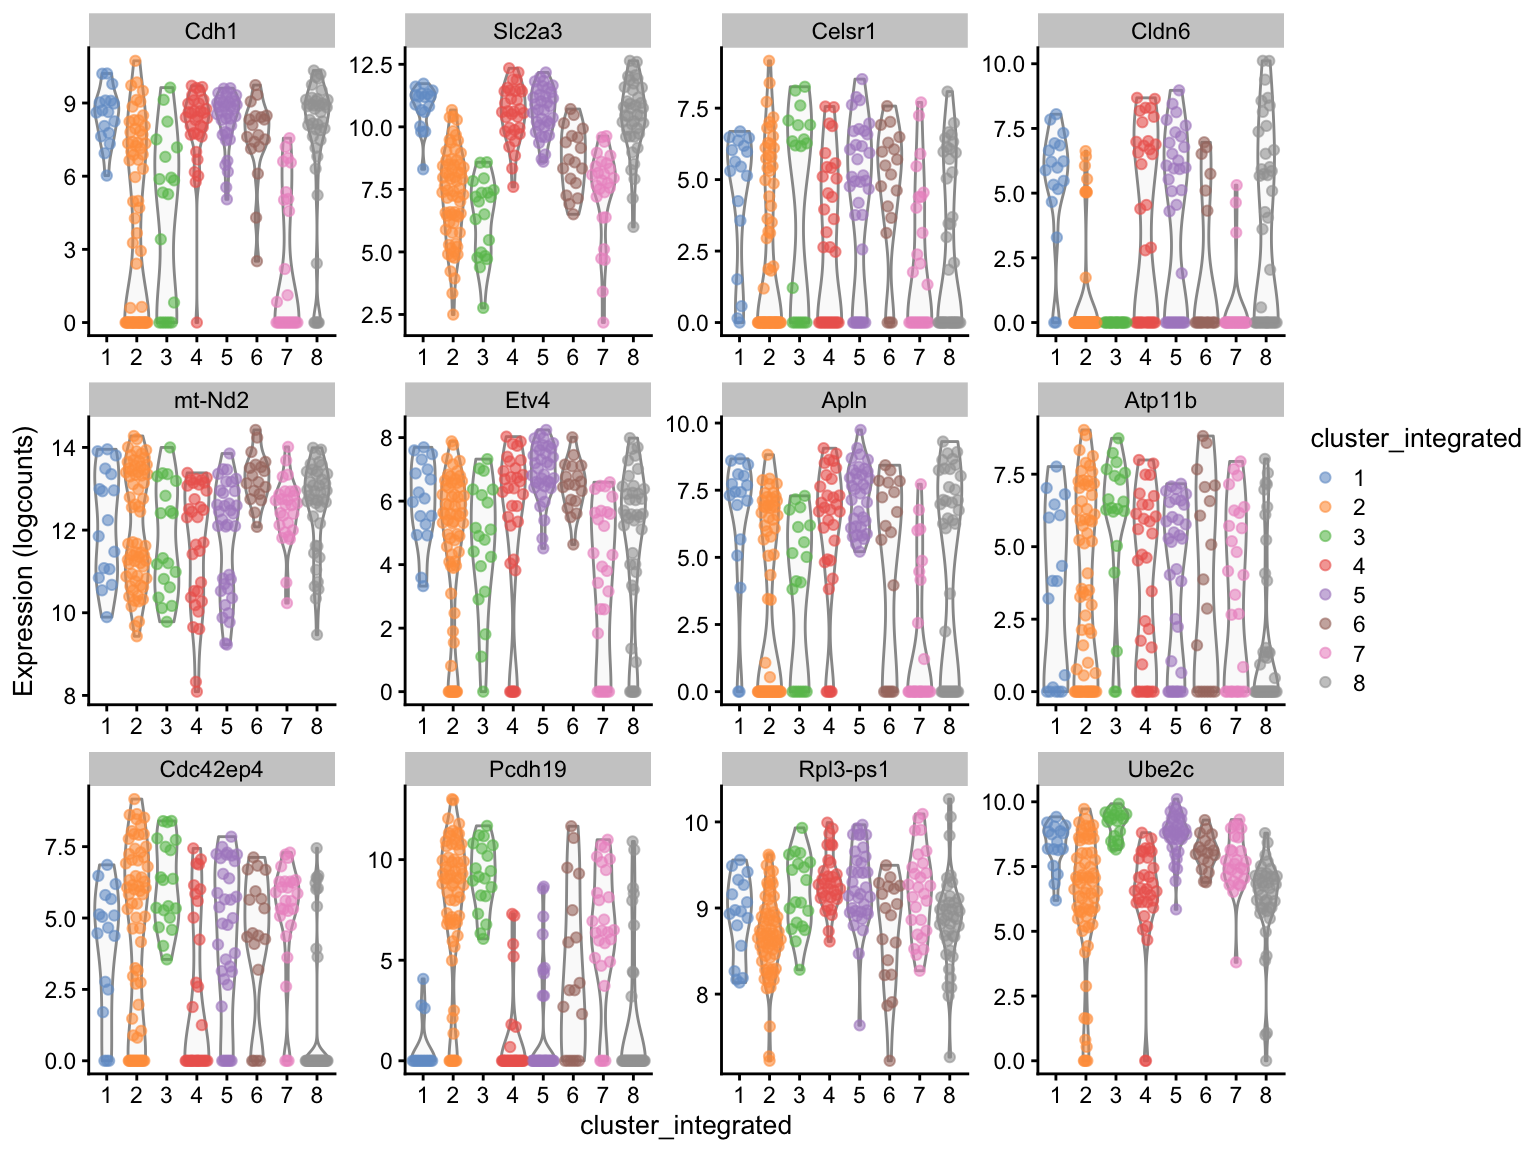 Cdh1 Slc2a3 Celsr1 Cldn6
9 6 3 0
12.5 10.0 7.5 5.0 2.5
7.5 5.0 2.5 0.0
10.0 7.5 5.0 2.5 0.0
1 2 3 4 5 6 7 8 1 2 3 4 5 6 7 8 1 2 3 4 5 6 7 8 1 2 3 4 5 6 7 8
mt-Nd2 Etv4 Apln Atp11b
14 12 10 8
8 6 4 2 0
10.0 7.5 5.0 2.5 0.0
7.5 5.0 2.5 0.0
1 2 3 4 5 6 7 8 1 2 3 4 5 6 7 8 1 2 3 4 5 6 7 8 1 2 3 4 5 6 7 8
Cdc42ep4 Pcdh19 Rpl3-ps1 Ube2c
7.5 5.0 2.5 0.0
10 5 0
10 9 8
10.0 7.5 5.0 2.5 0.0
1 2 3 4 5 6 7 8 1 2 3 4 5 6 7 8 1 2 3 4 5 6 7 8 1 2 3 4 5 6 7 8
Expression (logcounts)
cluster_integrated
cluster_integrated
1
2
3
4
5
6
7
8